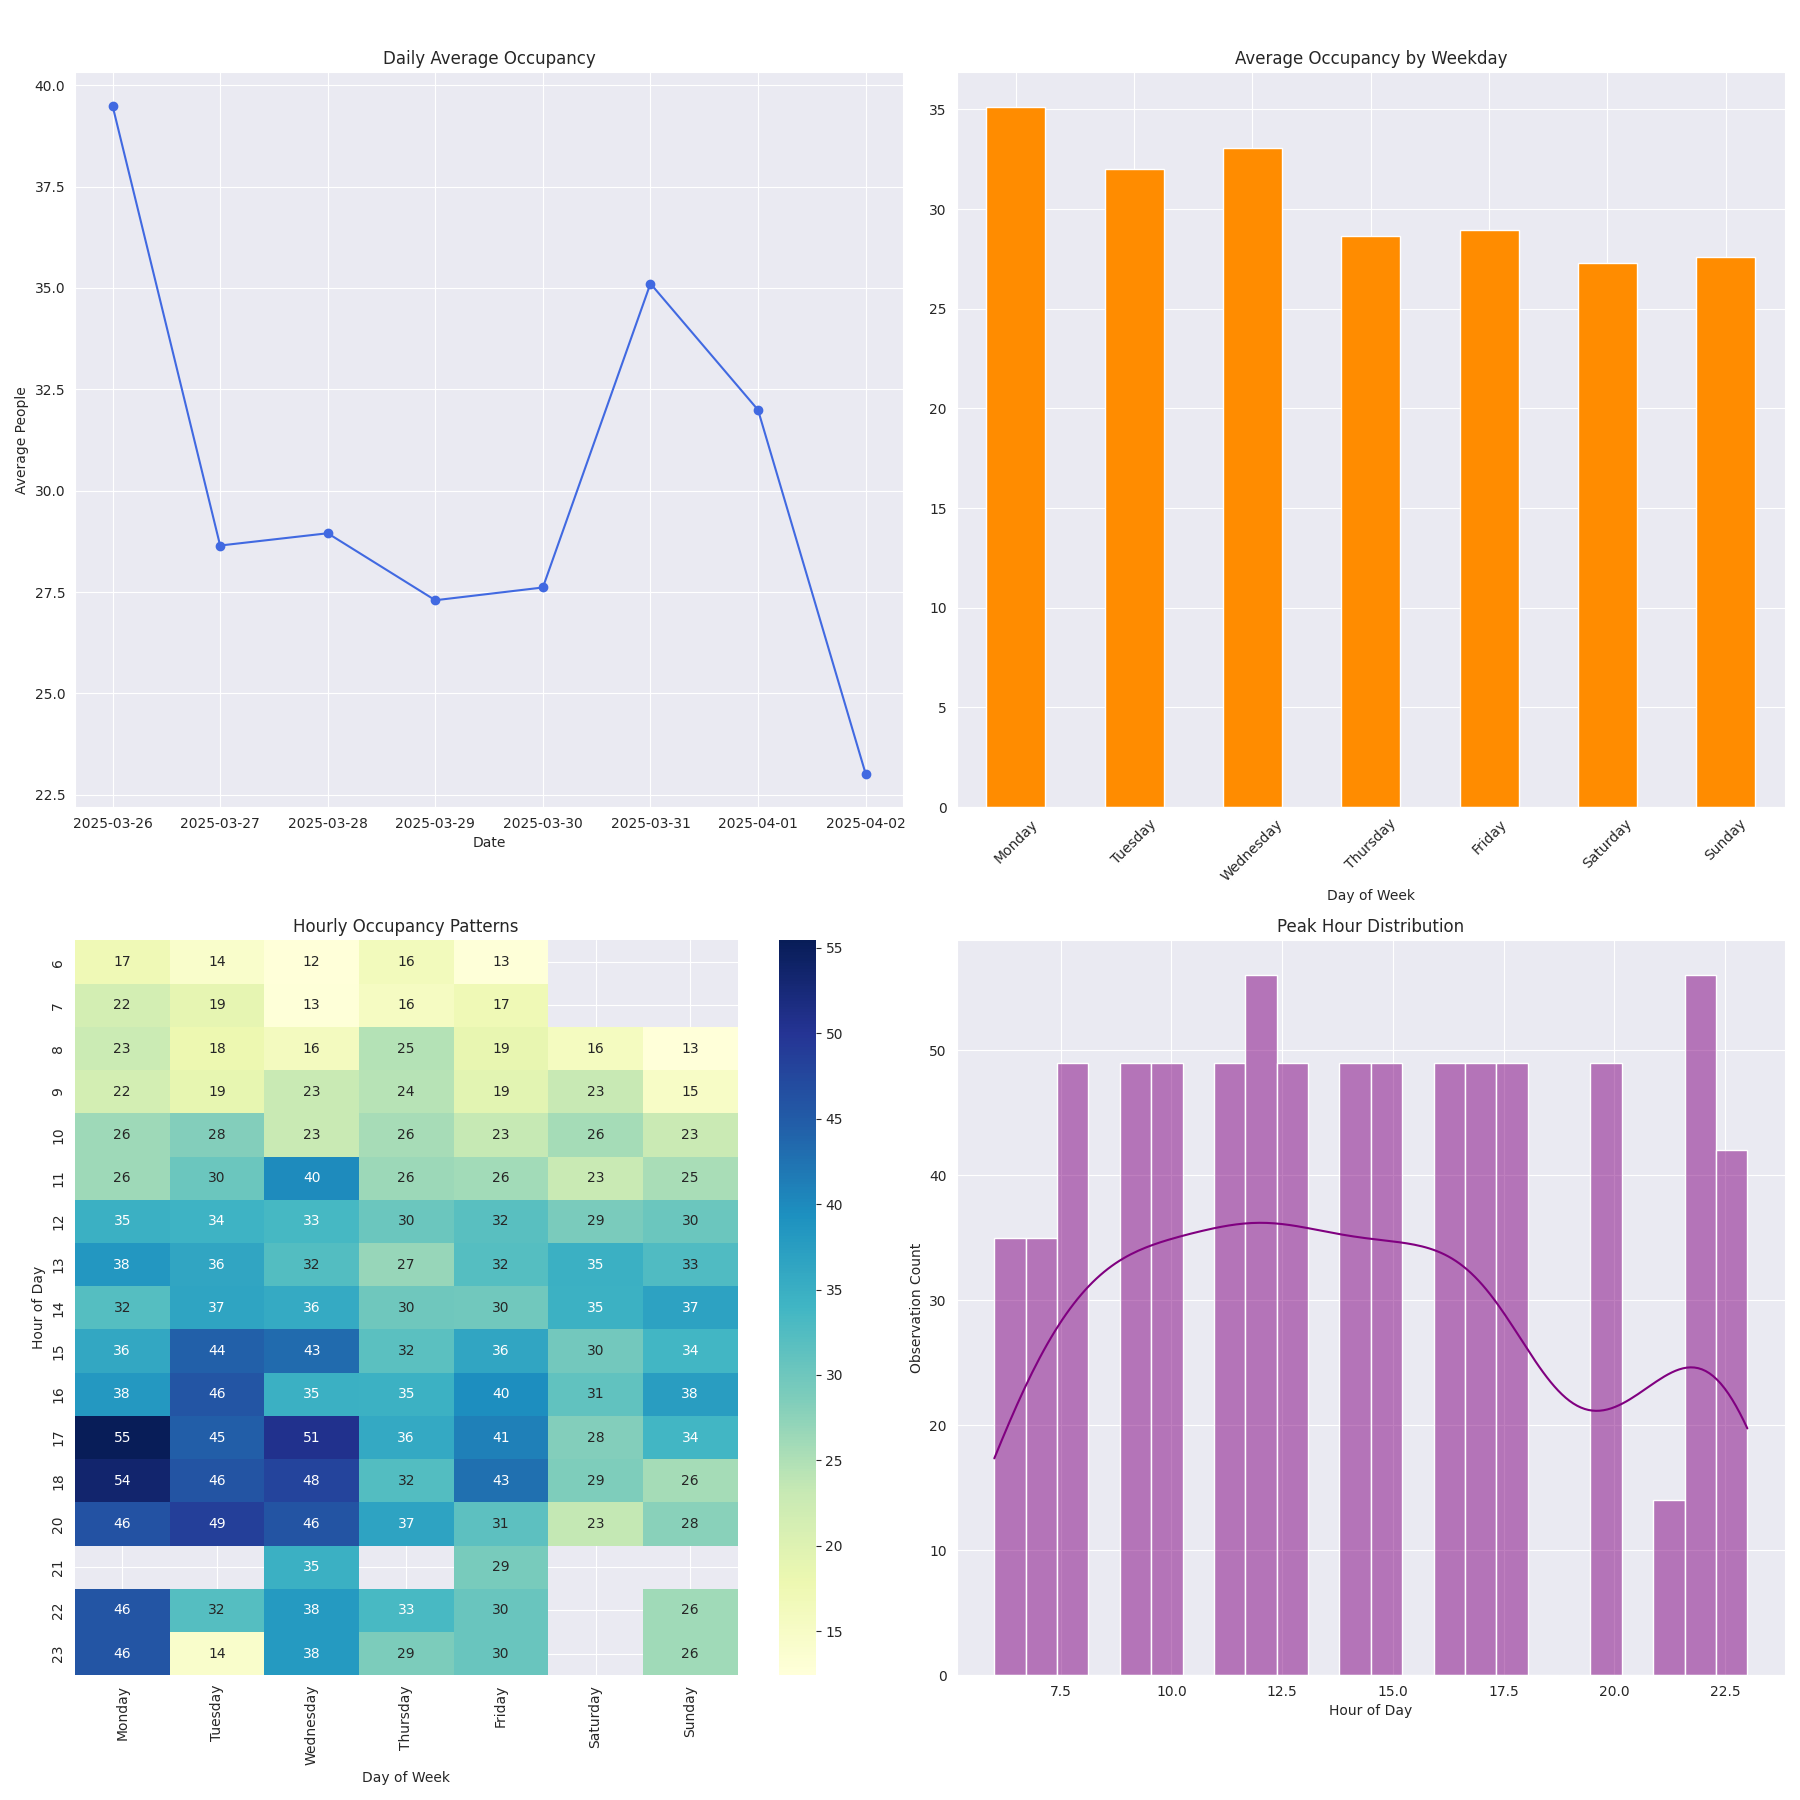 Daily Average Occupancy
40.0
37.5
35.0
32.5
30.0
27.5
25.0
22.5
Average People
2025-03-26 2025-03-27 2025-03-28 2025-03-29 2025-03-30 2025-03-31 2025-04-01 2025-04-02
Date
Average Occupancy by Weekday
35
30
25
20
15
10
5
0
Monday Tuesday Wednesday Thursday Friday Saturday Sunday
Day of Week
Hourly Occupancy Patterns
Hour of Day
6 17 14 12 16 13
7 22 19 13 16 17
8 23 18 16 25 19 16 13
9 22 19 23 24 19 23 15
10 26 28 23 26 23 26 23
11 26 30 40 26 26 23 25
12 35 34 33 30 32 29 30
13 38 36 32 27 32 35 33
14 32 37 36 30 30 35 37
15 36 44 43 32 36 30 34
16 38 46 35 35 40 31 38
17 55 45 51 36 41 28 34
18 54 46 48 32 43 29 26
20 46 49 46 37 31 23 28
21 35 29
22 46 32 38 33 30 26
23 46 14 38 29 30 26
Monday Tuesday Wednesday Thursday Friday Saturday Sunday
Day of Week
55
50
45
40
35
30
25
20
15
Peak Hour Distribution
50
40
30
20
10
0
Observation Count
7.5 10.0 12.5 15.0 17.5 20.0 22.5
Hour of Day